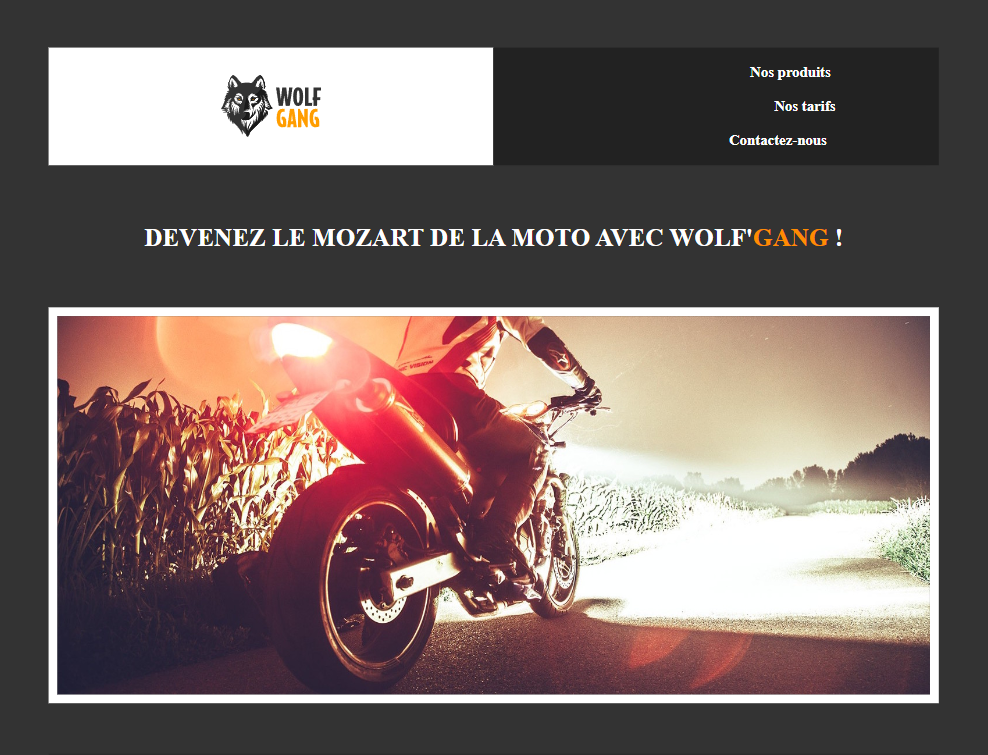 WOLF
GANG
Nos produits
Nos tarifs
Contactez-nous
DEVENEZ LE MOZART DE LA MOTO AVEC WOLF'GANG !